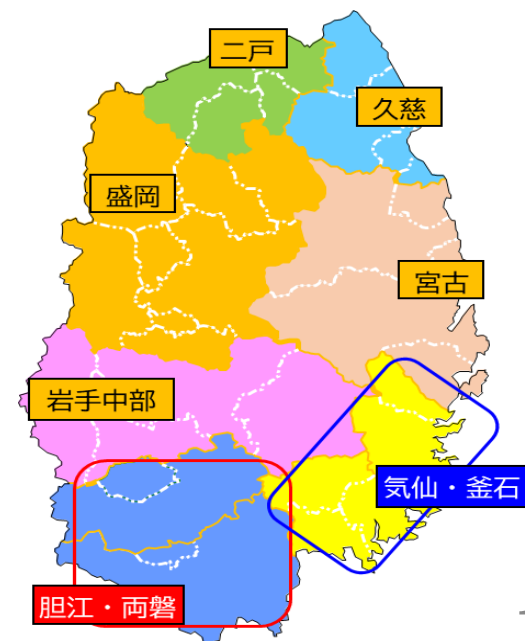 二戸
久慈
盛岡
宮古
岩手中部
気仙・釜石
胆江・両磐